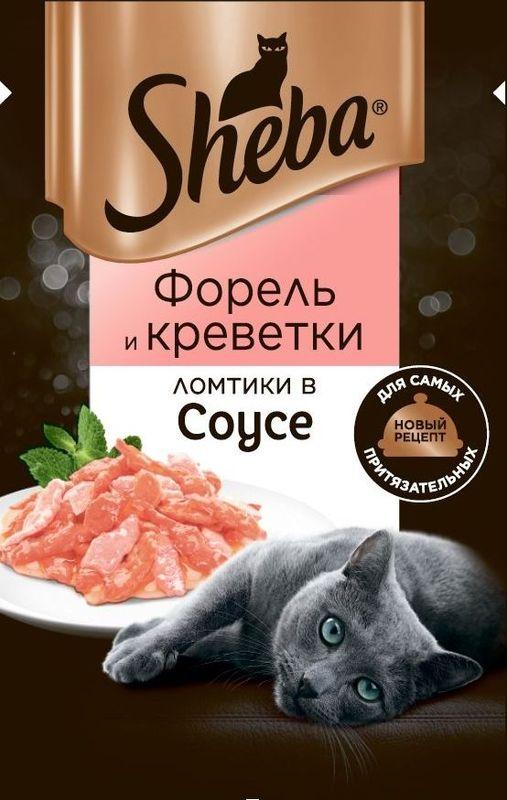 Sheba®
Форель
и креветки
ломтики в
Соусе
ДЛЯ САМЫХ
НОВЫЙ
РЕЦЕПТ
ПРИТЯЗАТЕЛЬНЫХ